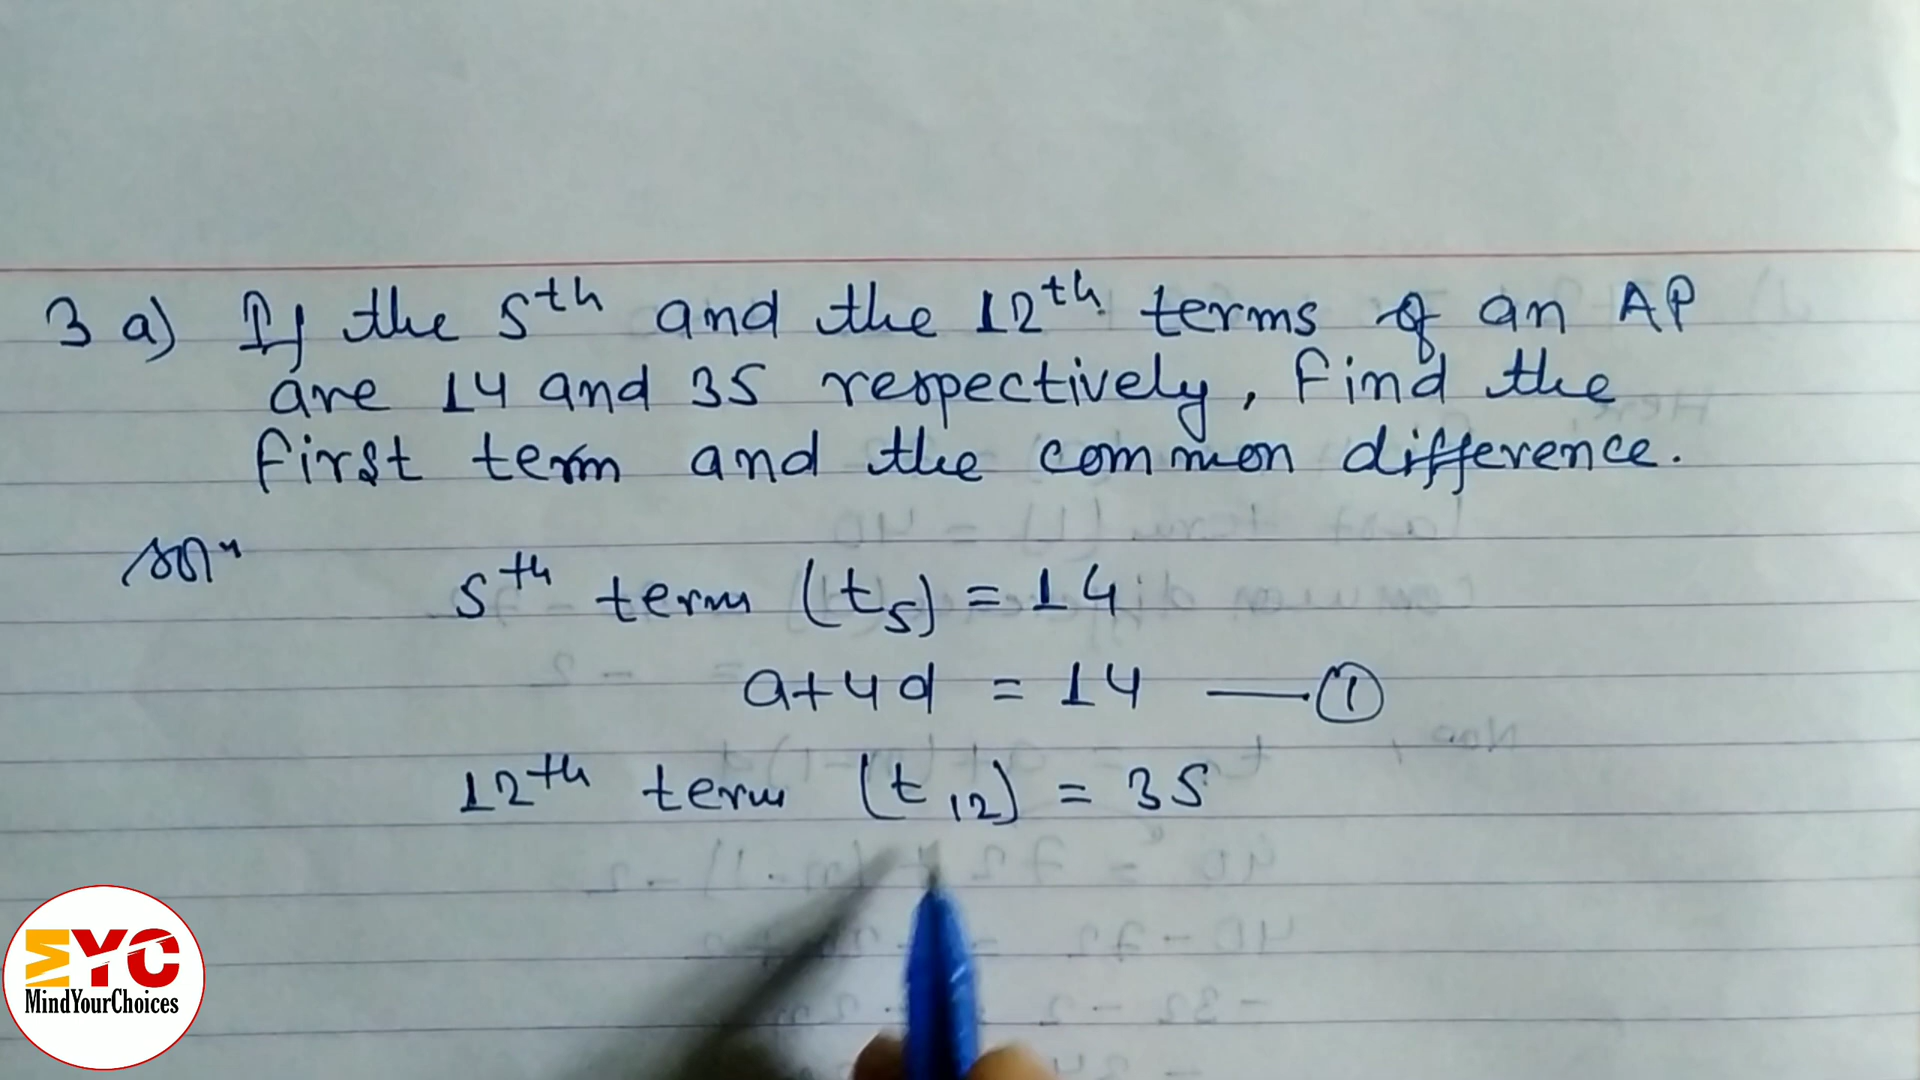 3 a) If the 5th and the 12th terms of an AP
are 14 and 35 respectively, Find the
first term and the common difference.
Solⁿ
5th term (t5) = 14
a+4d = 14 —— ①
12th term (t12) = 35
MYC
MindYourChoices